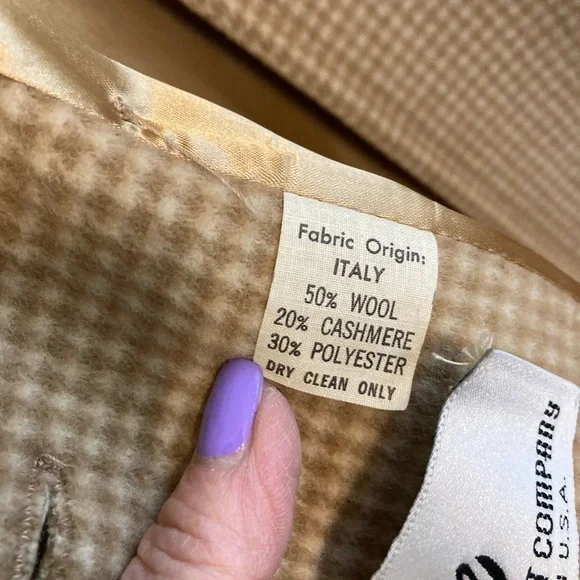 Fabric Origin:
ITALY
50% WOOL
20% CASHMERE
30% POLYESTER
DRY CLEAN ONLY
COMPANY
U.S.A.